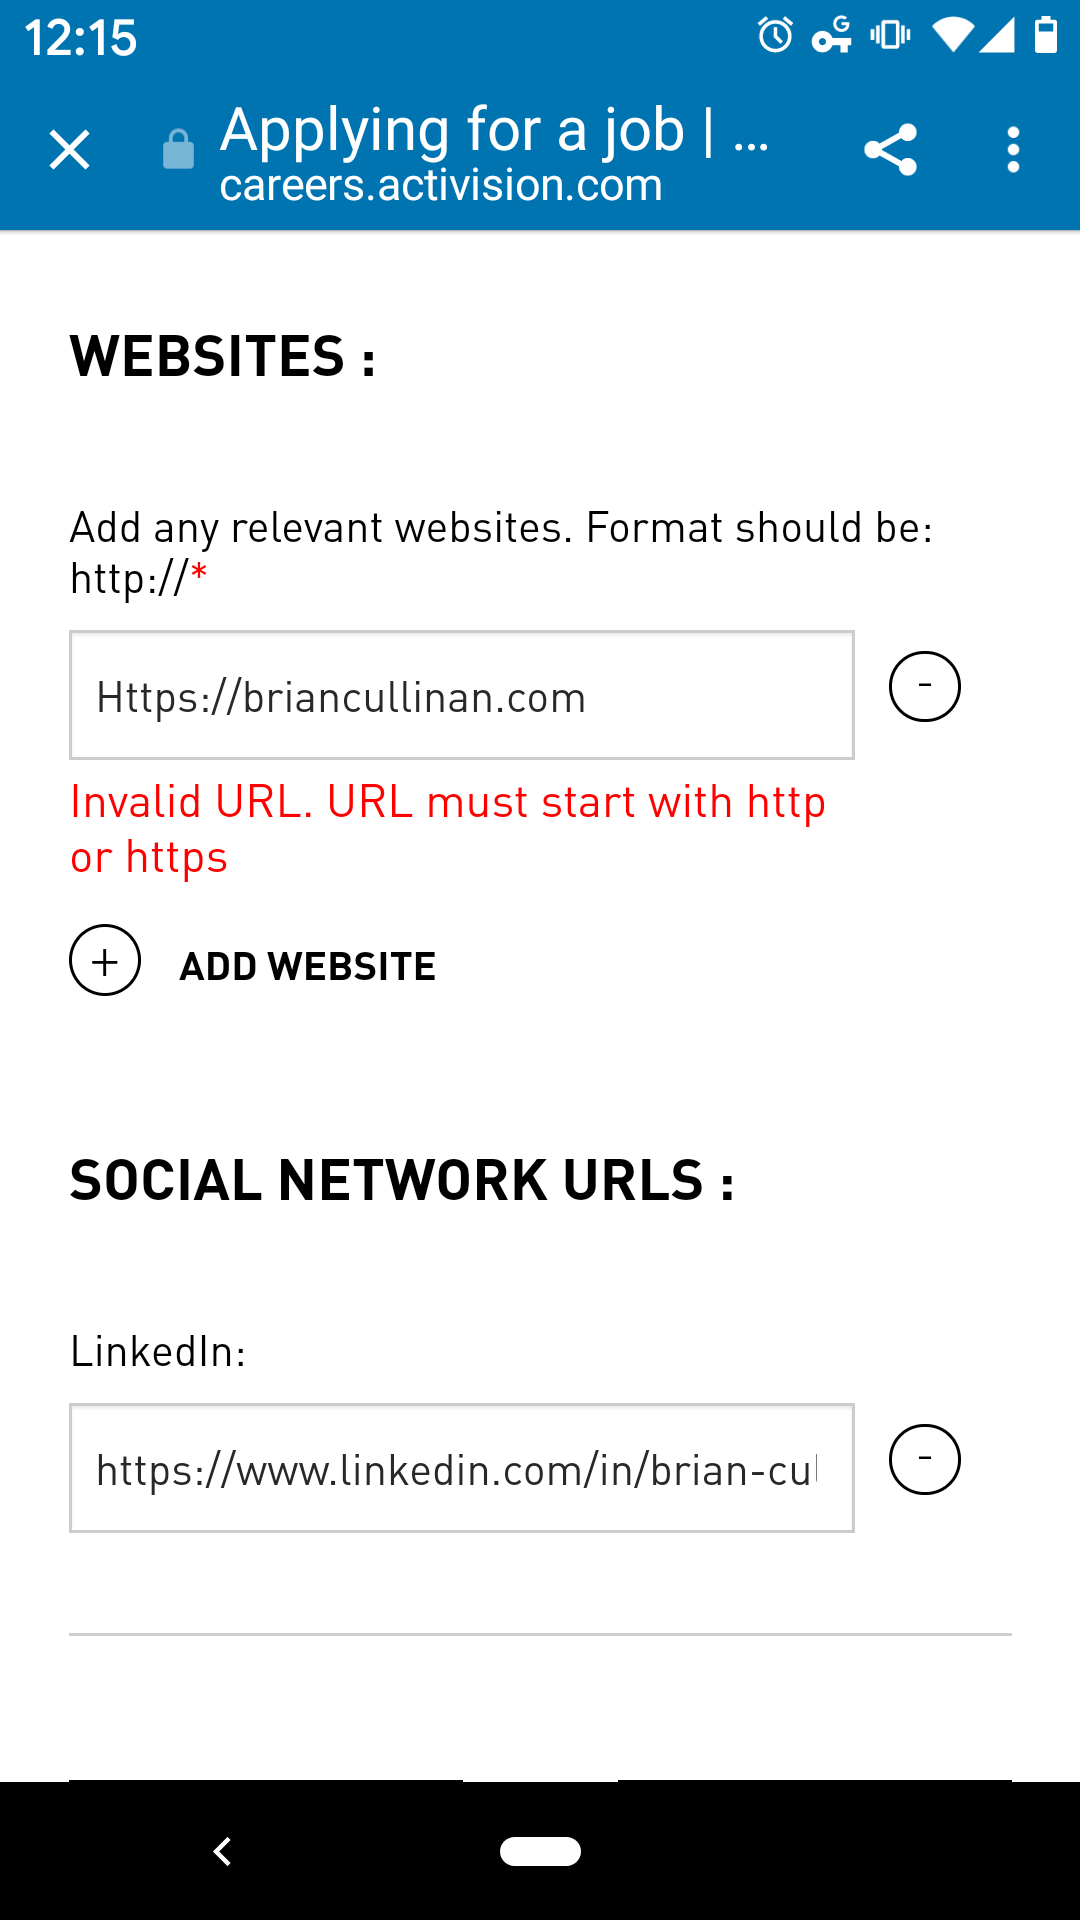 12:15
Applying for a job | ...
careers.activision.com
WEBSITES :
Add any relevant websites. Format should be:
http://*
Https://briancullinan.com
-
Invalid URL. URL must start with http
or https
+ ADD WEBSITE
SOCIAL NETWORK URLS :
LinkedIn:
https://www.linkedin.com/in/brian-cul
-